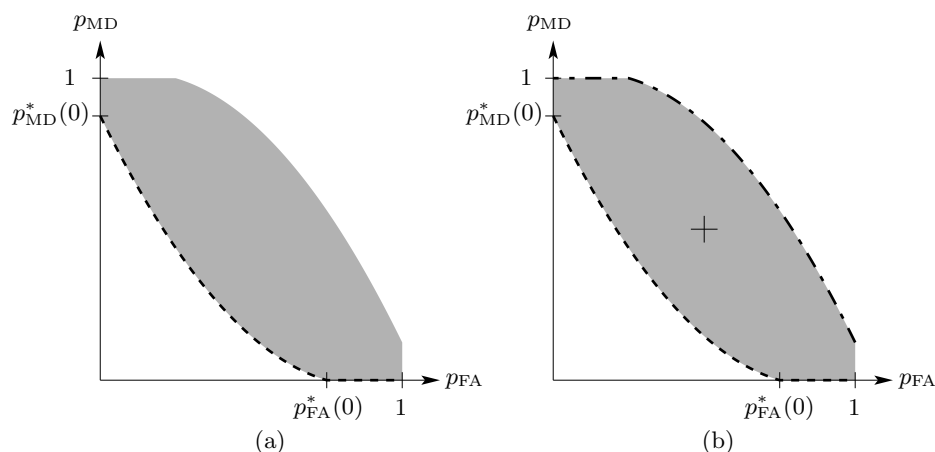 p_MD
1
p*_MD(0)
p*_FA(0)
1
p_FA
(a)
p_MD
1
p*_MD(0)
p*_FA(0)
1
p_FA
(b)